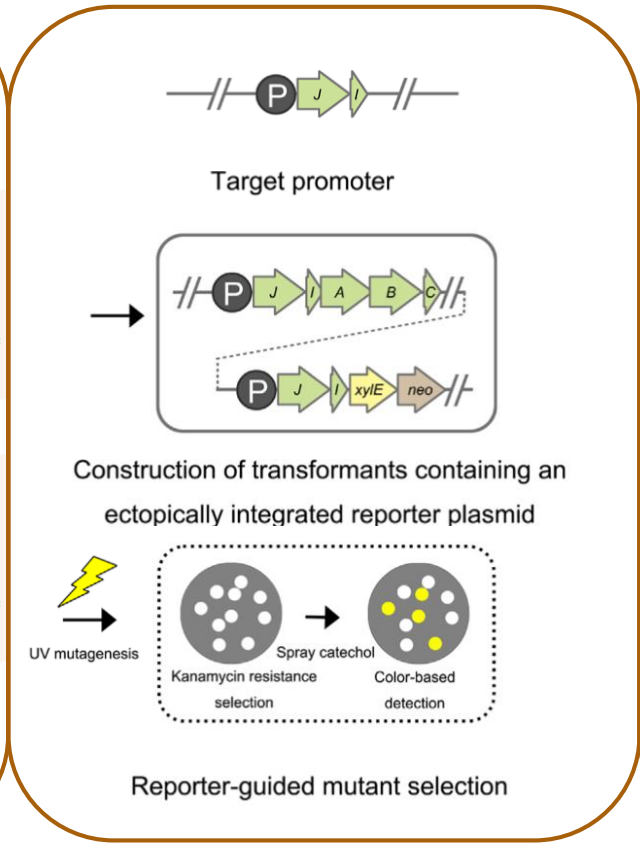 P J I
Target promoter
P J I A B C
P J I xylE neo
Construction of transformants containing an
ectopically integrated reporter plasmid
UV mutagenesis
Spray catechol
Kanamycin resistance
selection
Color-based
detection
Reporter-guided mutant selection